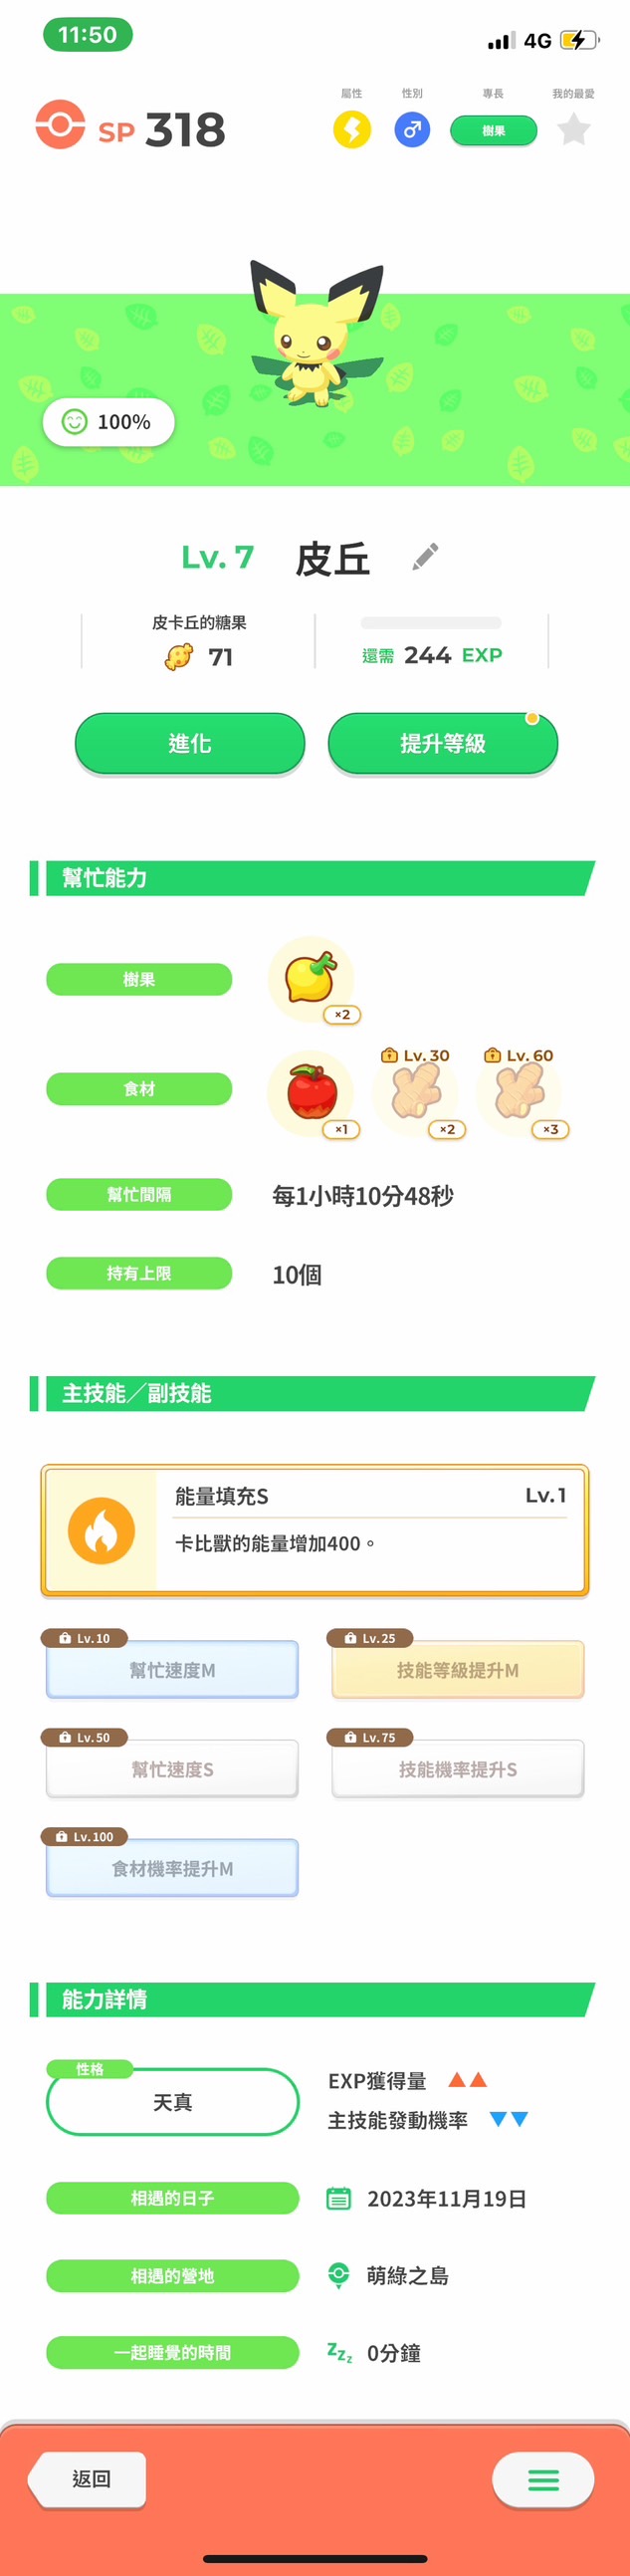 11:50
4G
屬性 性別 專長 我的最愛
SP 318
樹果
100%
Lv. 7 皮丘
皮卡丘的糖果
71
還需 244 EXP
進化
提升等級
幫忙能力
樹果
×2
食材
Lv.30 Lv.60
×1 ×2 ×3
幫忙間隔
每1小時10分48秒
持有上限
10個
主技能／副技能
能量填充S Lv.1
卡比獸的能量增加400。
Lv.10 Lv.25
幫忙速度M 技能等級提升M
Lv.50 Lv.75
幫忙速度S 技能機率提升S
Lv.100
食材機率提升M
能力詳情
性格
天真
EXP獲得量 ▲▲
主技能發動機率 ▼▼
相遇的日子
2023年11月19日
相遇的營地
萌綠之島
一起睡覺的時間
zzz 0分鐘
返回